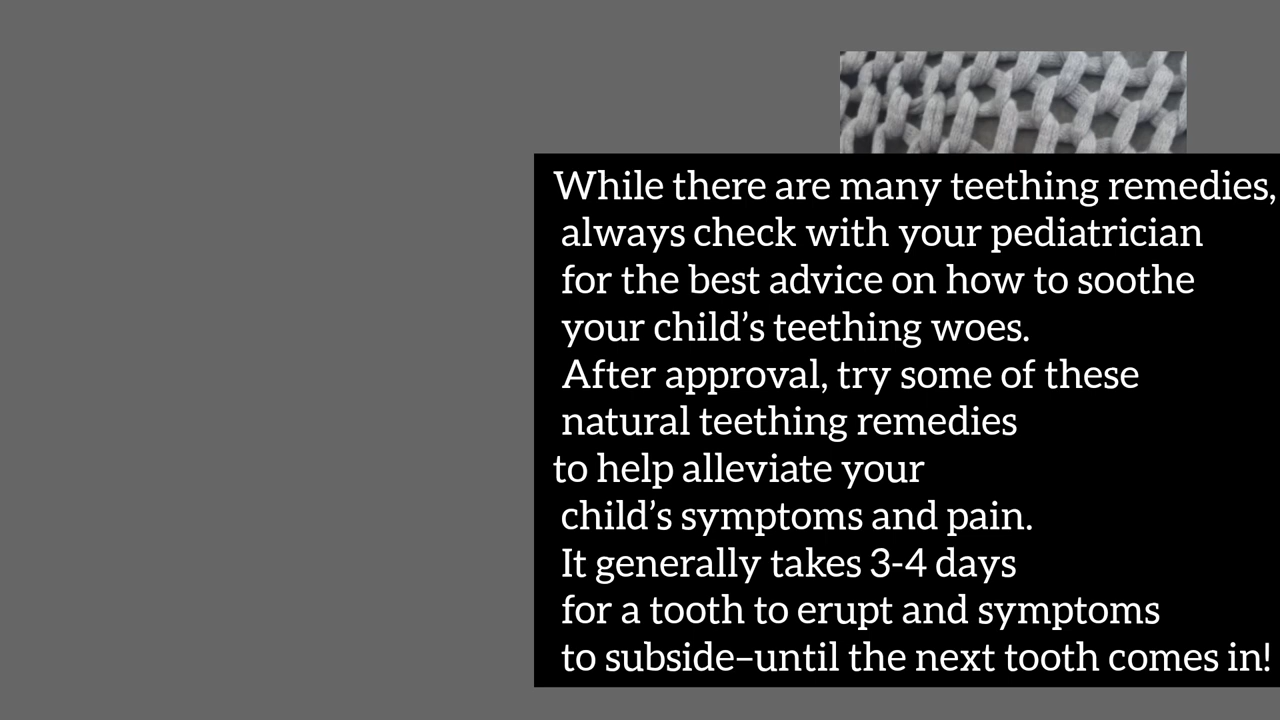 While there are many teething remedies,
always check with your pediatrician
for the best advice on how to soothe
your child’s teething woes.
After approval, try some of these
natural teething remedies
to help alleviate your
child’s symptoms and pain.
It generally takes 3-4 days
for a tooth to erupt and symptoms
to subside–until the next tooth comes in!